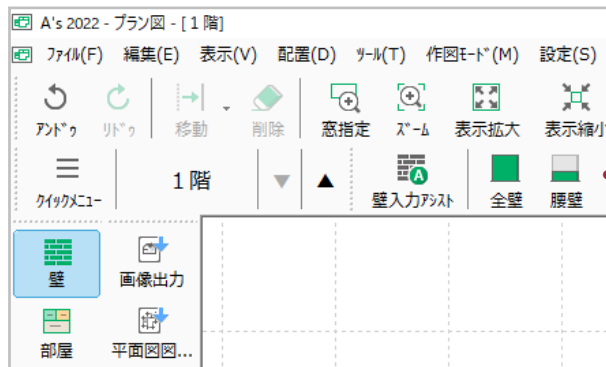 A's 2022 - プラン図 - [1 階]
ファイル(F) 編集(E) 表示(V) 配置(D) ツール(T) 作図モード(M) 設定(S)
アンドゥ リドゥ 移動 削除 窓指定 ズーム 表示拡大 表示縮小
クイックメニュー 1 階 ▼ ▲ 壁入力アシスト 全壁 腰壁
壁 画像出力
部屋 平面図図...